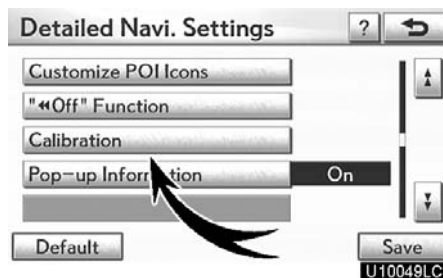 Detailed Navi. Settings ?
Customize POI Icons
"◀◀Off" Function
Calibration
Pop-up Information On
Default Save
U10049LC